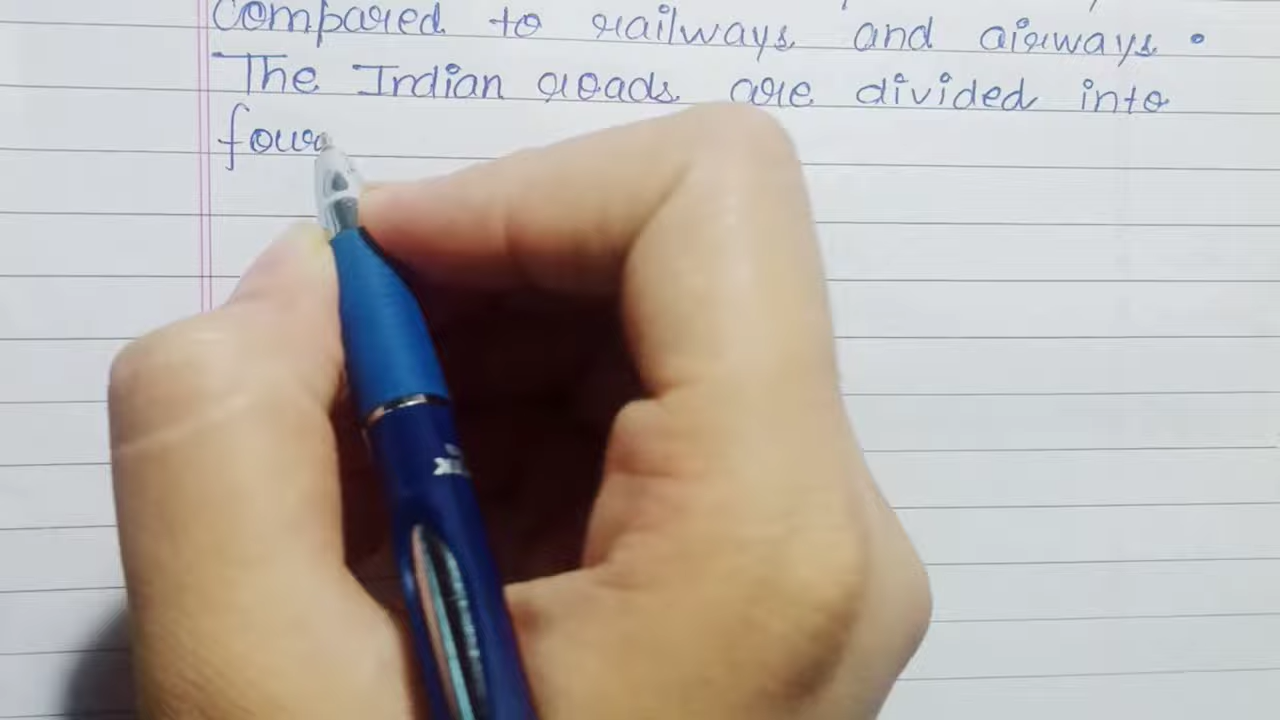 Compared to railways and airways.
The Indian roads are divided into
four